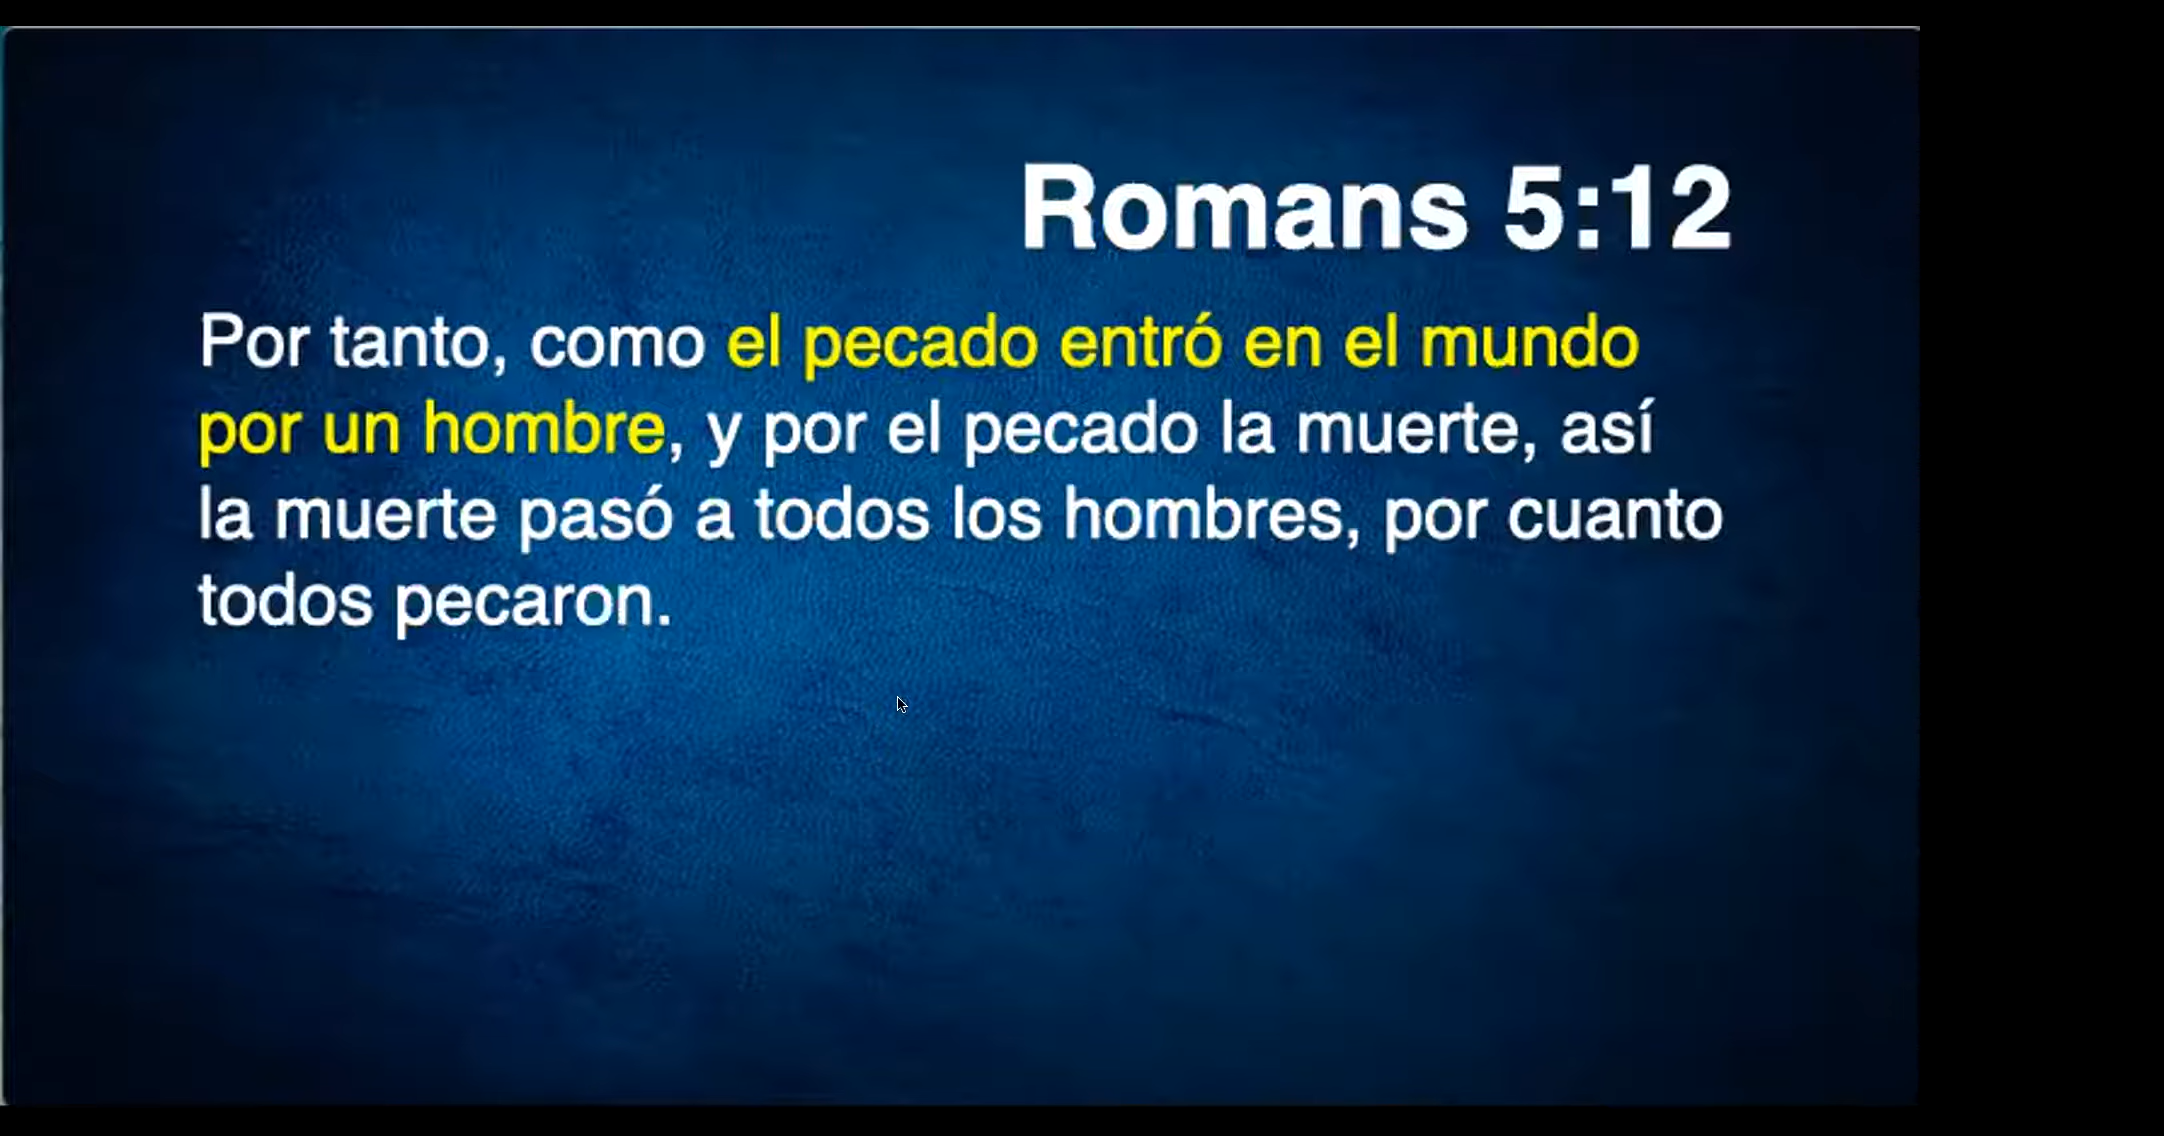 Romans 5:12
Por tanto, como el pecado entró en el mundo
por un hombre, y por el pecado la muerte, así
la muerte pasó a todos los hombres, por cuanto
todos pecaron.